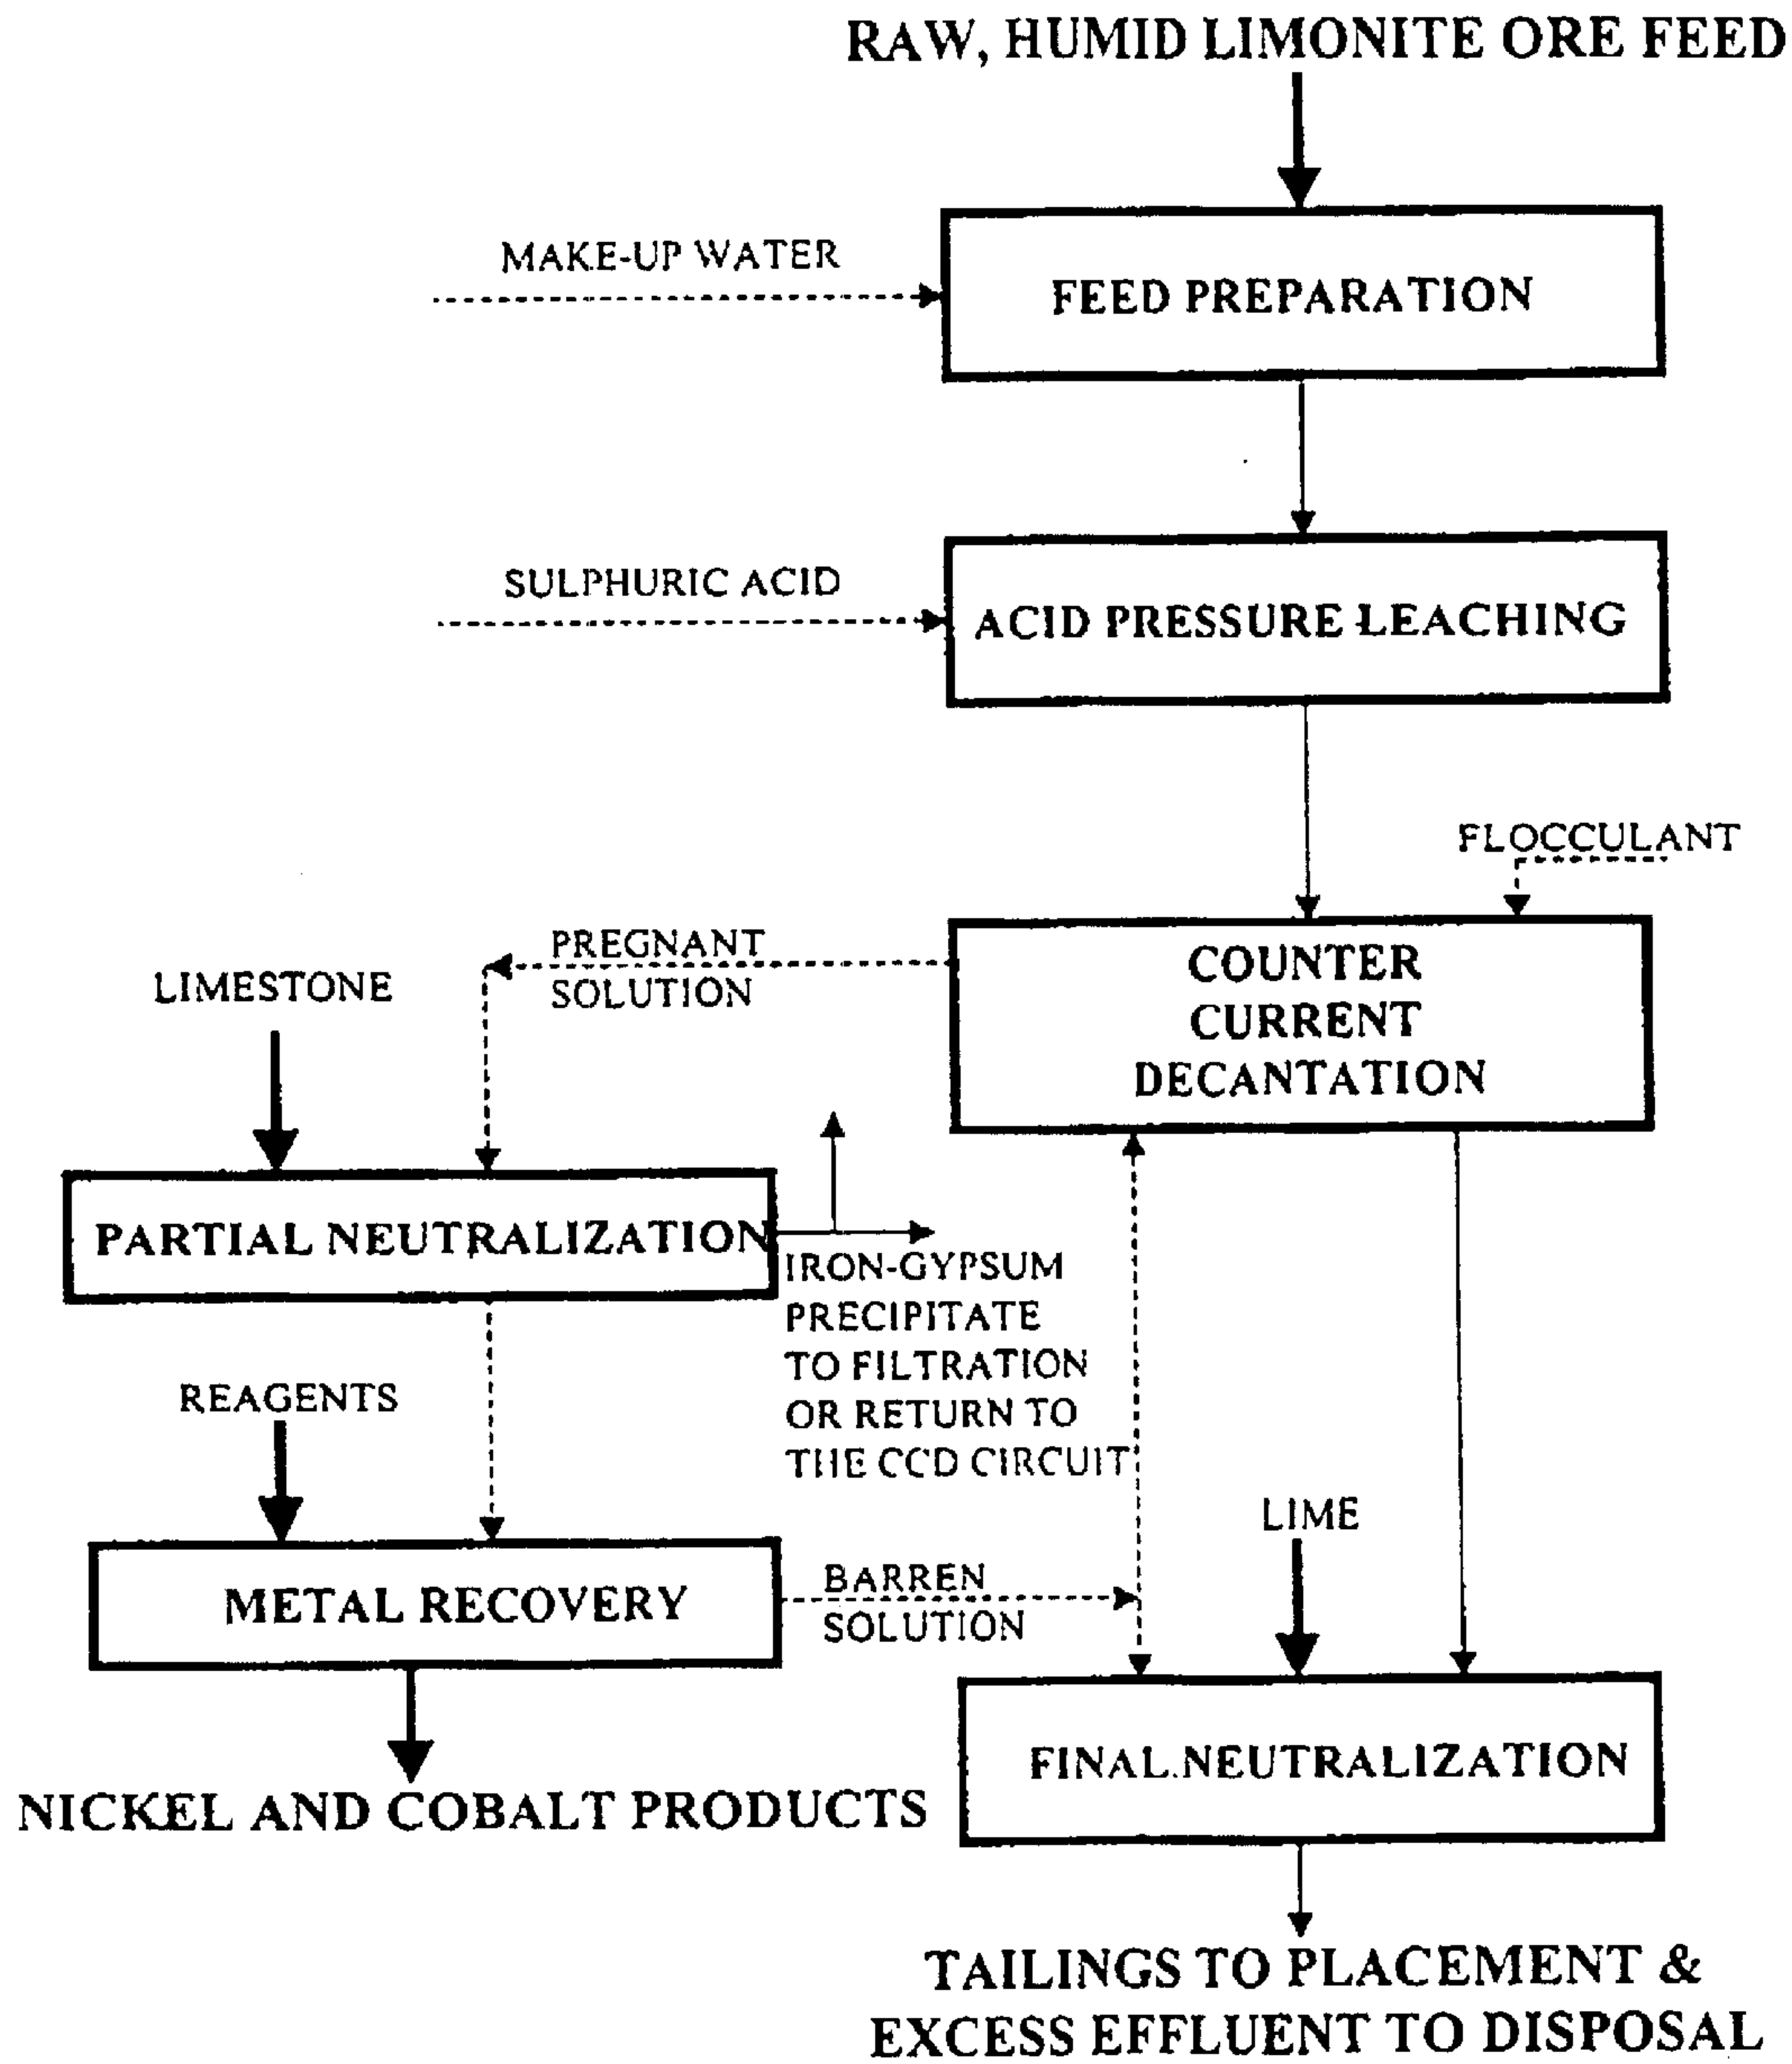 RAW, HUMID LIMONITE ORE FEED
MAKE-UP WATER
FEED PREPARATION
SULPHURIC ACID
ACID PRESSURE LEACHING
FLOCCULANT
PREGNANT
SOLUTION
COUNTER
CURRENT
DECANTATION
LIMESTONE
PARTIAL NEUTRALIZATION
IRON-GYPSUM
PRECIPITATE
TO FILTRATION
OR RETURN TO
THE CCD CIRCUIT
REAGENTS
LIME
METAL RECOVERY
BARREN
SOLUTION
FINAL.NEUTRALIZATION
NICKEL AND COBALT PRODUCTS
TAILINGS TO PLACEMENT &
EXCESS EFFLUENT TO DISPOSAL